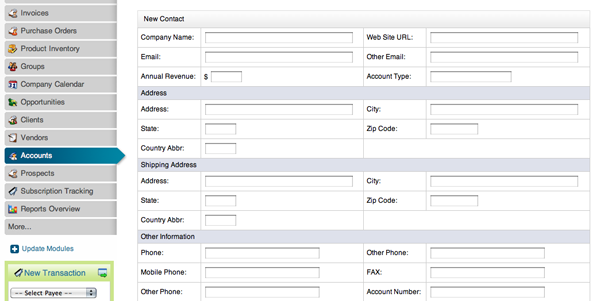 Invoices
Purchase Orders
Product Inventory
Groups
Company Calendar
Opportunities
Clients
Vendors
Accounts
Prospects
Subscription Tracking
Reports Overview
More...
Update Modules
New Transaction
-- Select Payee --
New Contact
Company Name: Web Site URL:
Email: Other Email:
Annual Revenue: $ Account Type:
Address
Address: City:
State: Zip Code:
Country Abbr:
Shipping Address
Address: City:
State: Zip Code:
Country Abbr:
Other Information
Phone: Other Phone:
Mobile Phone: FAX:
Other Phone: Account Number: